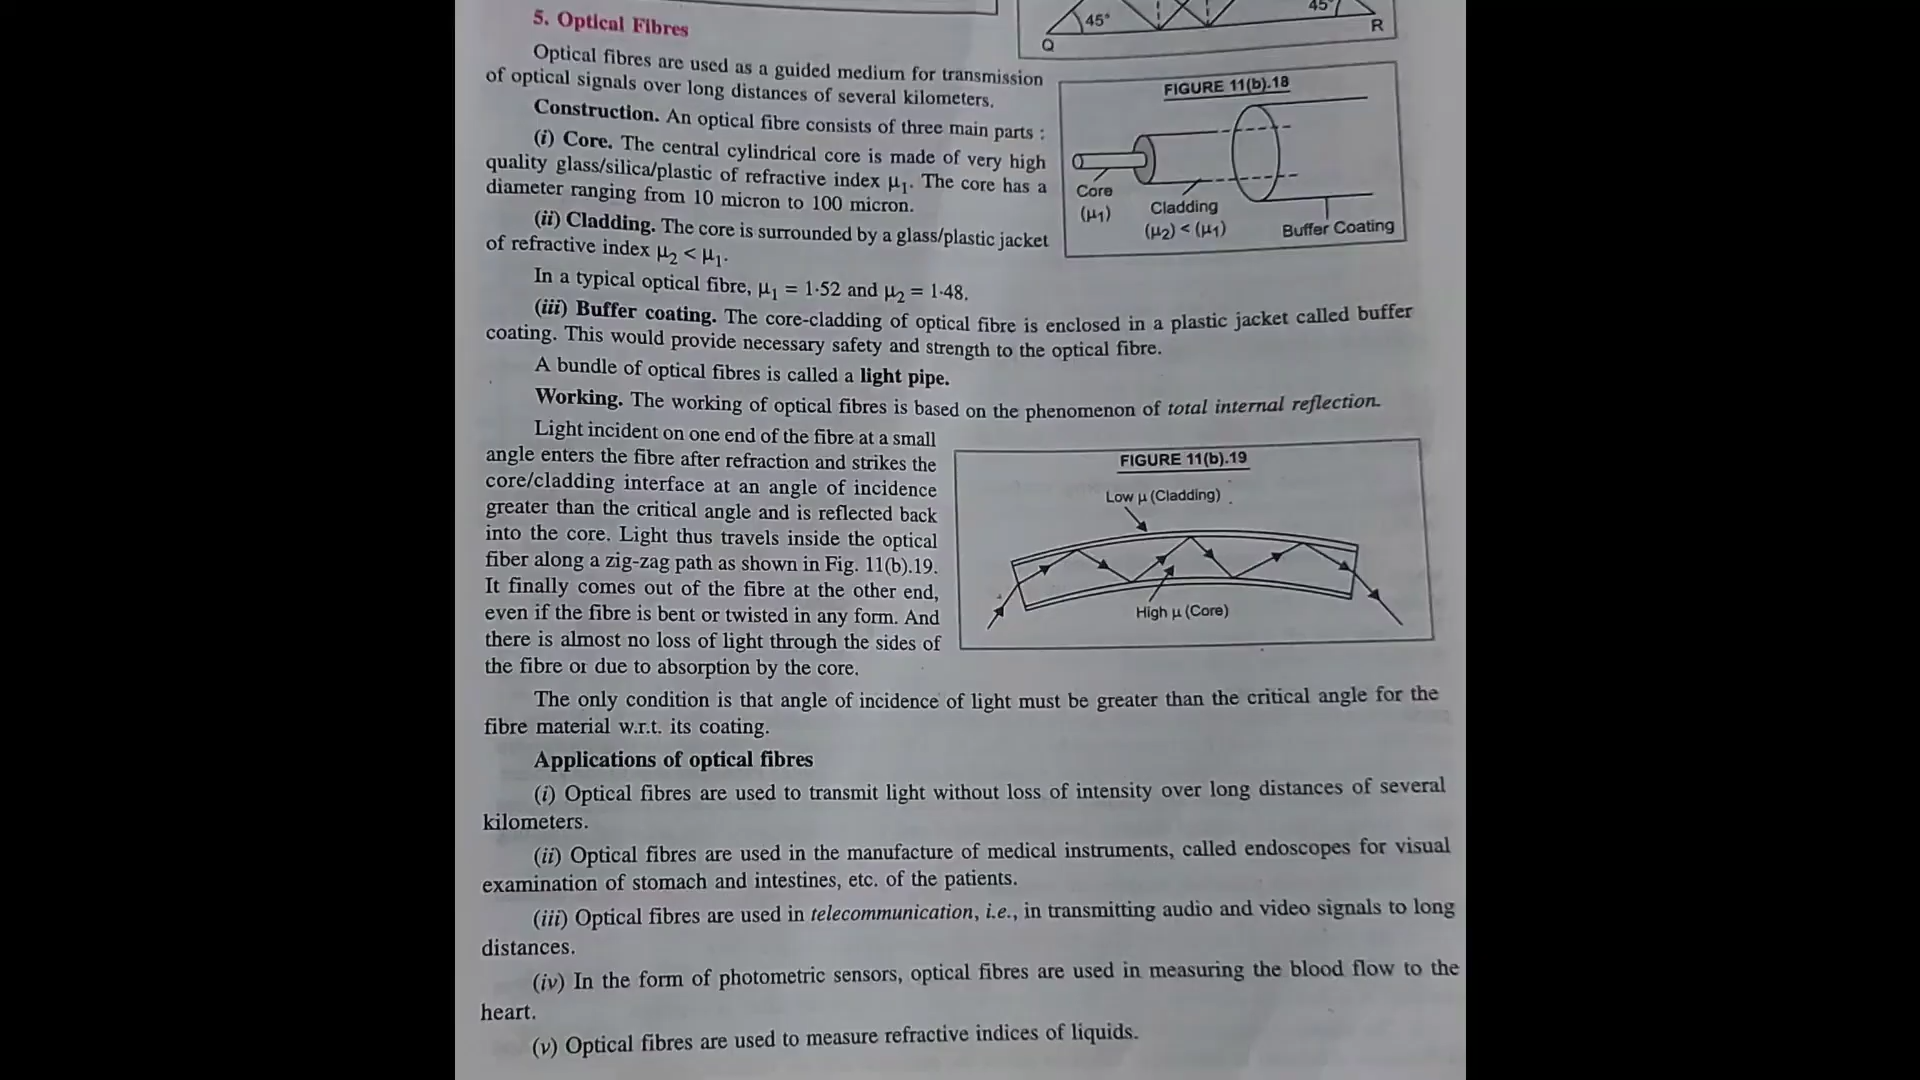 45°
45°
Q
R
5. Optical Fibres
Optical fibres are used as a guided medium for transmission
of optical signals over long distances of several kilometers.
Construction. An optical fibre consists of three main parts :
(i) Core. The central cylindrical core is made of very high
quality glass/silica/plastic of refractive index μ₁. The core has a
diameter ranging from 10 micron to 100 micron.
(ii) Cladding. The core is surrounded by a glass/plastic jacket
of refractive index μ₂ < μ₁.
In a typical optical fibre, μ₁ = 1·52 and μ₂ = 1·48.
FIGURE 11(b).18
Core
(μ₁)
Cladding
(μ₂) < (μ₁)
Buffer Coating
(iii) Buffer coating. The core-cladding of optical fibre is enclosed in a plastic jacket called buffer
coating. This would provide necessary safety and strength to the optical fibre.
A bundle of optical fibres is called a light pipe.
Working. The working of optical fibres is based on the phenomenon of total internal reflection.
Light incident on one end of the fibre at a small
angle enters the fibre after refraction and strikes the
core/cladding interface at an angle of incidence
greater than the critical angle and is reflected back
into the core. Light thus travels inside the optical
fiber along a zig-zag path as shown in Fig. 11(b).19.
It finally comes out of the fibre at the other end,
even if the fibre is bent or twisted in any form. And
there is almost no loss of light through the sides of
the fibre or due to absorption by the core.
FIGURE 11(b).19
Low μ (Cladding)
High μ (Core)
The only condition is that angle of incidence of light must be greater than the critical angle for the
fibre material w.r.t. its coating.
Applications of optical fibres
(i) Optical fibres are used to transmit light without loss of intensity over long distances of several
kilometers.
(ii) Optical fibres are used in the manufacture of medical instruments, called endoscopes for visual
examination of stomach and intestines, etc. of the patients.
(iii) Optical fibres are used in telecommunication, i.e., in transmitting audio and video signals to long
distances.
(iv) In the form of photometric sensors, optical fibres are used in measuring the blood flow to the
heart.
(v) Optical fibres are used to measure refractive indices of liquids.